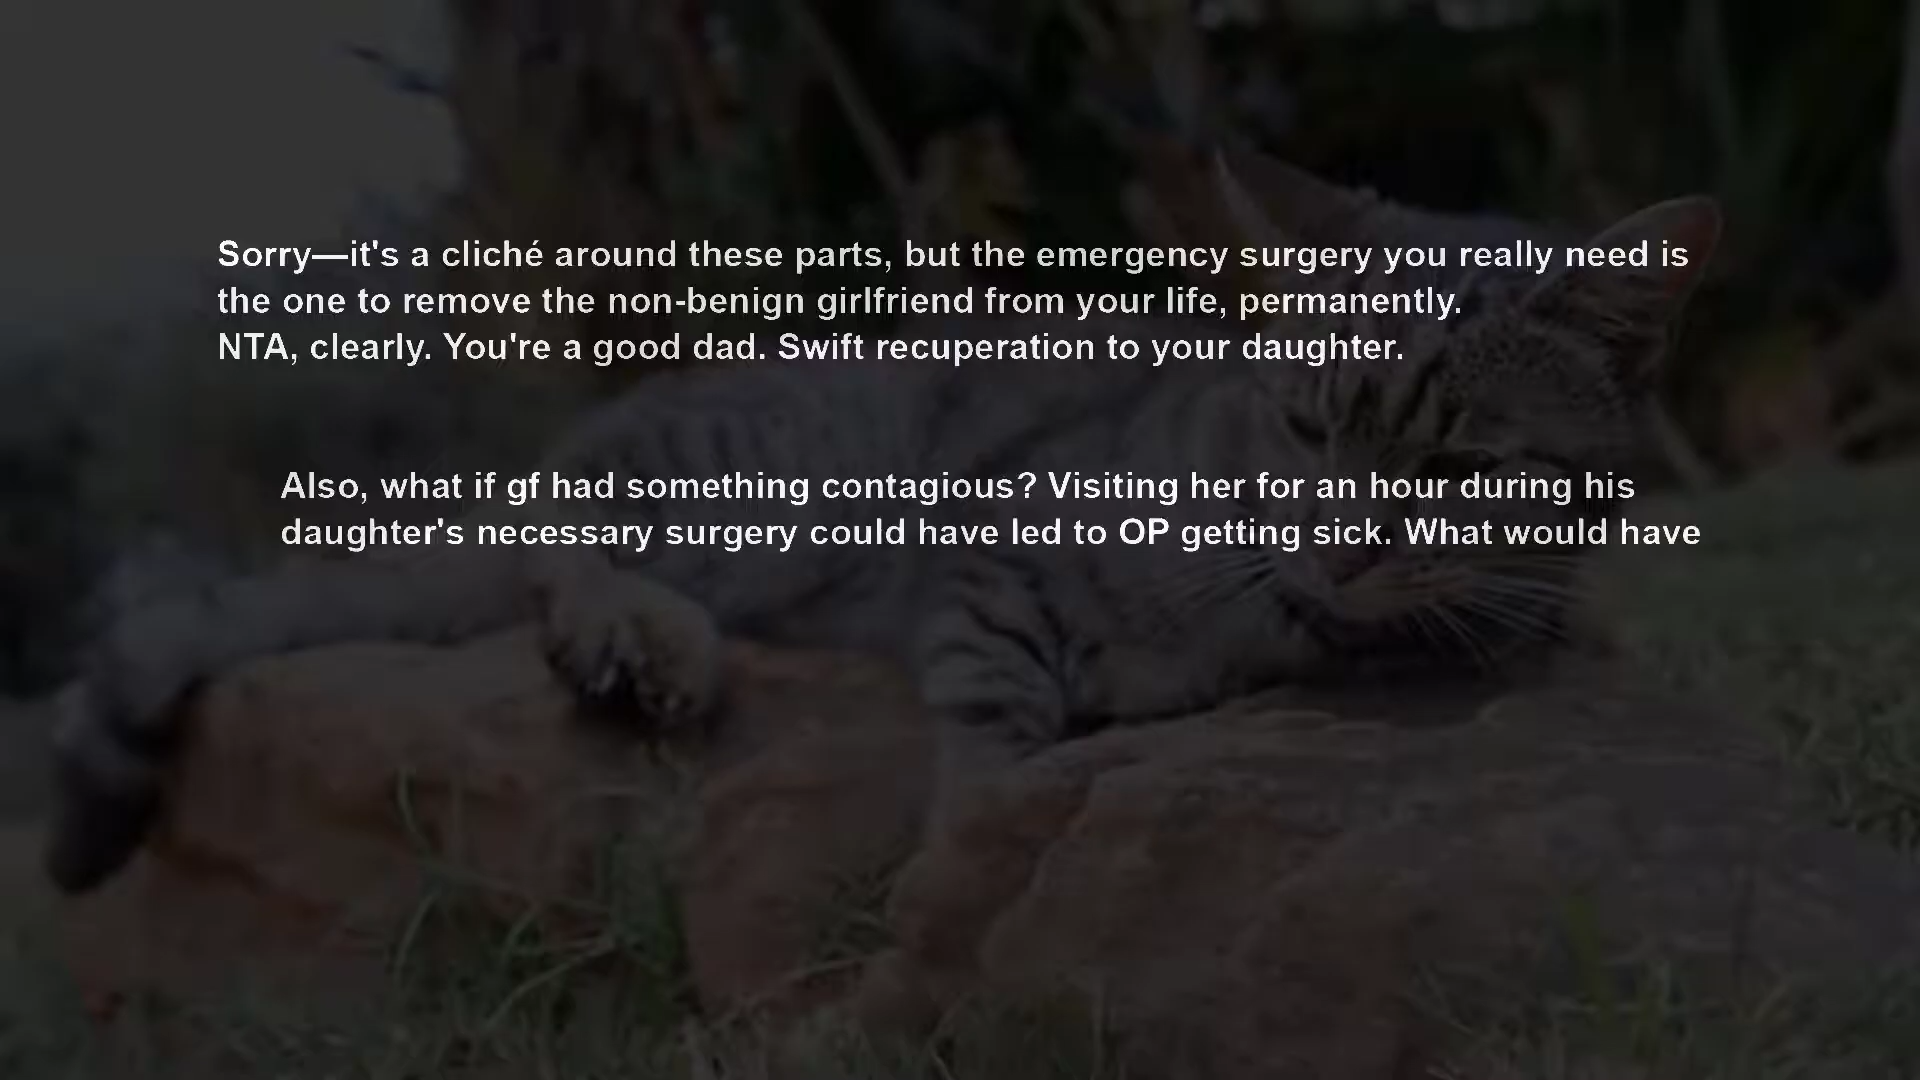 Sorry—it's a cliché around these parts, but the emergency surgery you really need is
the one to remove the non-benign girlfriend from your life, permanently.
NTA, clearly. You're a good dad. Swift recuperation to your daughter.
Also, what if gf had something contagious? Visiting her for an hour during his
daughter's necessary surgery could have led to OP getting sick. What would have